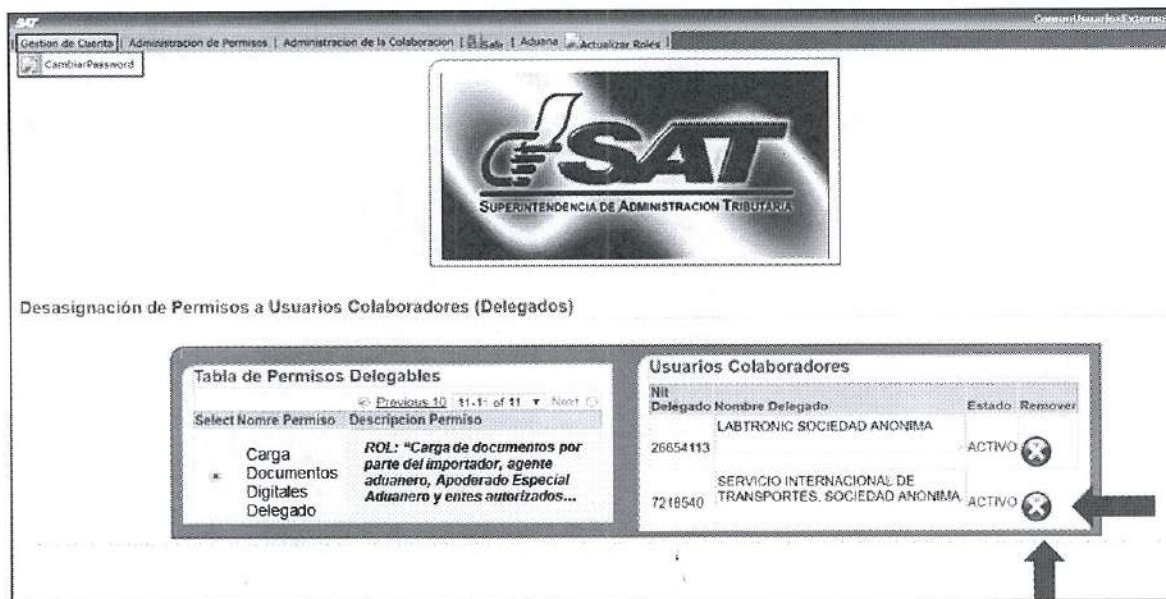 SAT
Gestion de Cuenta | Administracion de Permisos | Administracion de la Colaboracion | Salir | Aduana Actualizar Roles |
CambiarPassword
SAT
SUPERINTENDENCIA DE ADMINISTRACION TRIBUTARIA
Desasignación de Permisos a Usuarios Colaboradores (Delegados)
Tabla de Permisos Delegables
Previous 10 11-11 of 11 Next
Select Nomre Permiso Descripcion Permiso
Carga Documentos Digitales Delegado
ROL: "Carga de documentos por
parte del importador, agente
aduanero, Apoderado Especial
Aduanero y entes autorizados...
Usuarios Colaboradores
Nit
Delegado Nombre Delegado Estado Remover
LABTRONIC SOCIEDAD ANONIMA
26654113 ACTIVO
SERVICIO INTERNACIONAL DE
TRANSPORTES, SOCIEDAD ANONIMA
7218540 ACTIVO